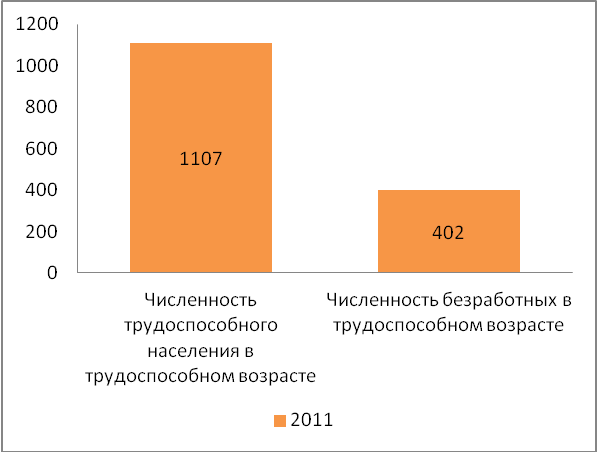 1200
1000
800
600
400
200
0
1107
402
Численность
трудоспособного
населения в
трудоспособном возрасте
Численность безработных в
трудоспособном возрасте
2011